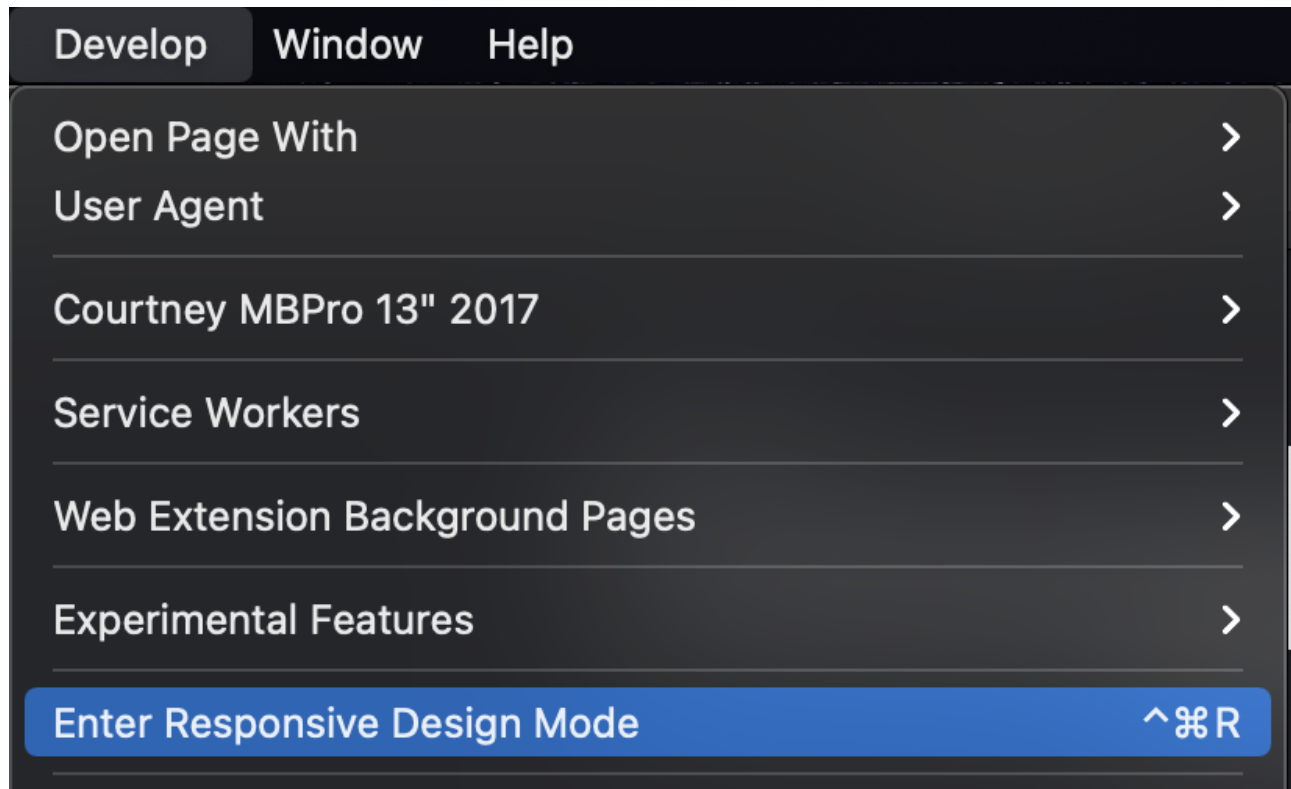 Develop Window Help
Open Page With
User Agent
Courtney MBPro 13" 2017
Service Workers
Web Extension Background Pages
Experimental Features
Enter Responsive Design Mode ^⌘R